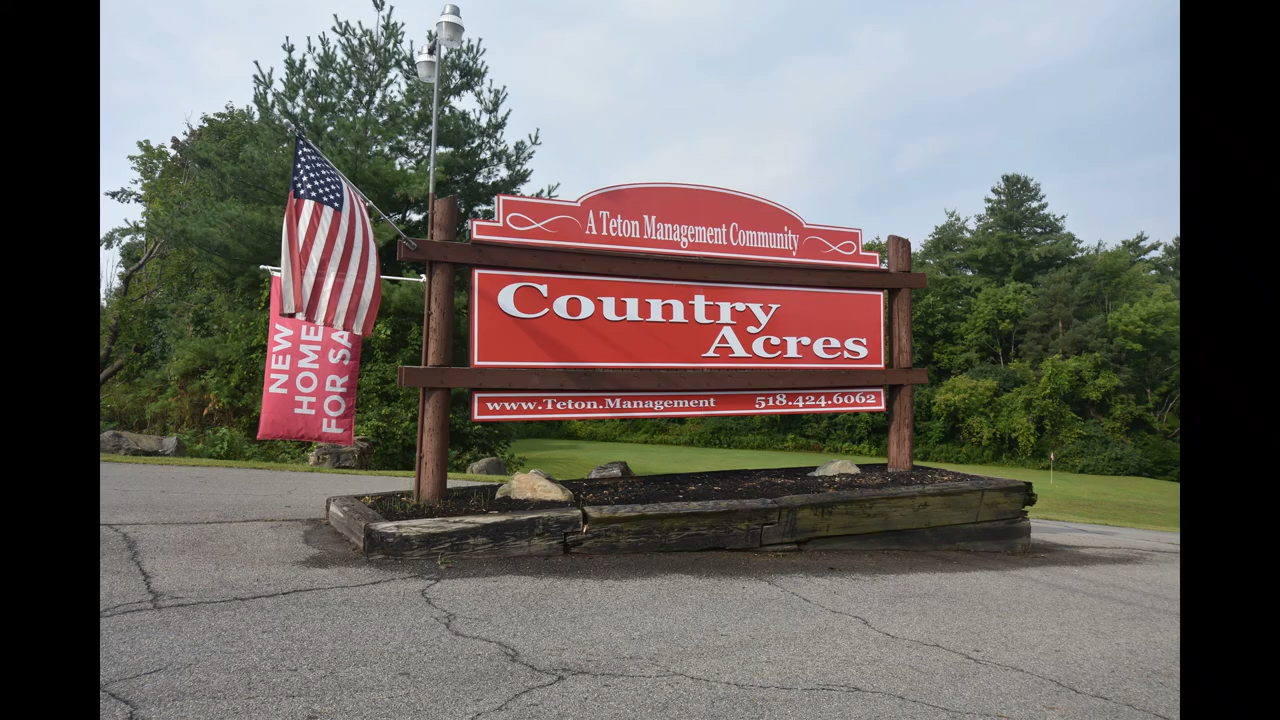 A Teton Management Community
Country
Acres
www.Teton.Management 518.424.6062
NEW
HOME
FOR SA